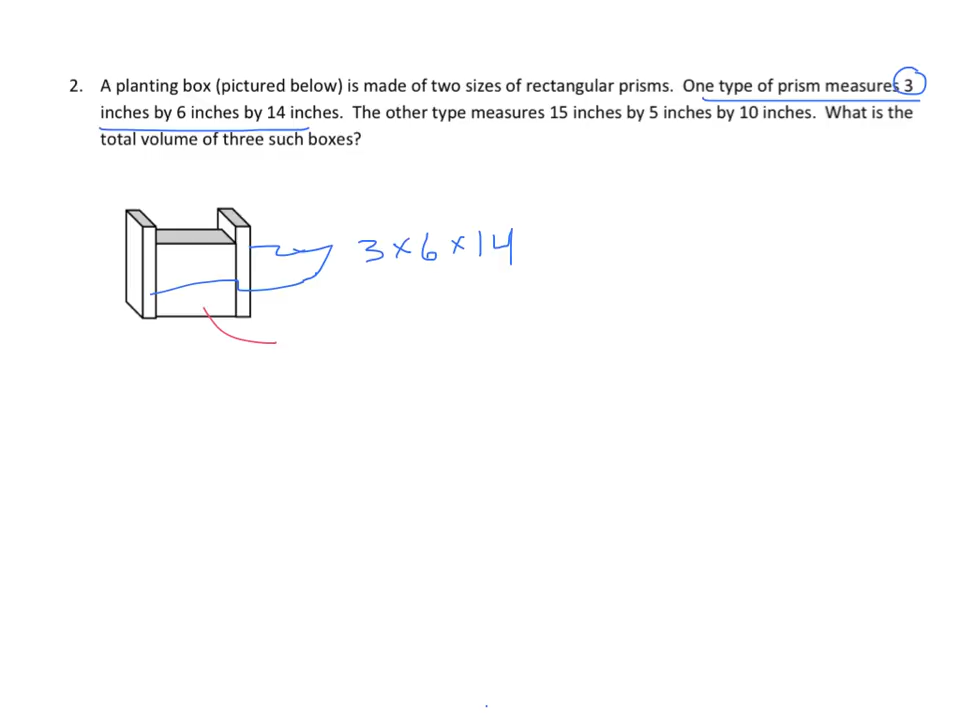 2. A planting box (pictured below) is made of two sizes of rectangular prisms. One type of prism measures 3
inches by 6 inches by 14 inches. The other type measures 15 inches by 5 inches by 10 inches. What is the
total volume of three such boxes?
3 × 6 × 14